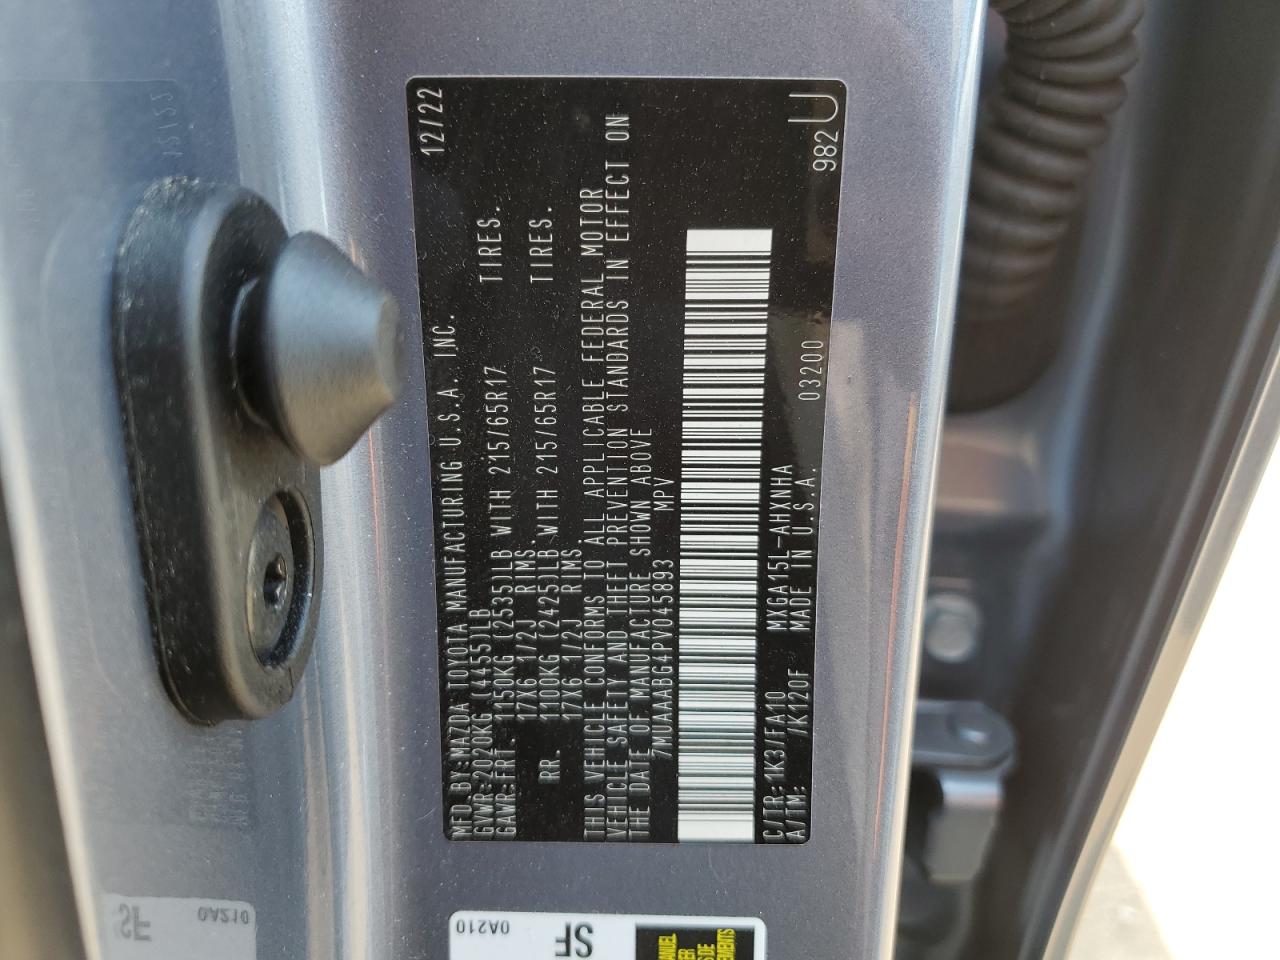 MFD.BY:MAZDA TOYOTA MANUFACTURING U.S.A. INC. 12/22
GVWR:2020KG (4455)LB
GAWR:FRT. 1150KG (2535)LB WITH 215/65R17 TIRES.
17X6 1/2J RIMS
RR. 1100KG (2425)LB WITH 215/65R17 TIRES.
17X6 1/2J RIMS
THIS VEHICLE CONFORMS TO ALL APPLICABLE FEDERAL MOTOR
VEHICLE SAFETY AND THEFT PREVENTION STANDARDS IN EFFECT ON
THE DATE OF MANUFACTURE SHOWN ABOVE
7MUAAABG4PV045893 MPV
C/TR:1K3/FA10 MXGA15L-AHXNHA 03200 982 U
A/TM: /K120F MADE IN U.S.A.
0A210
SF